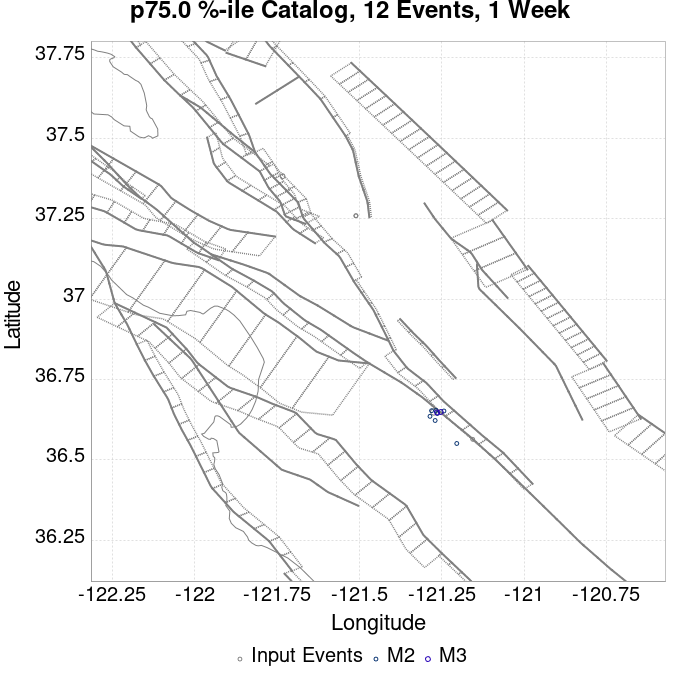 p75.0 %-ile Catalog, 12 Events, 1 Week
37.75
37.5
37.25
37
36.75
36.5
36.25
Latitude
-122.25 -122 -121.75 -121.5 -121.25 -121 -120.75
Longitude
Input Events M2 M3